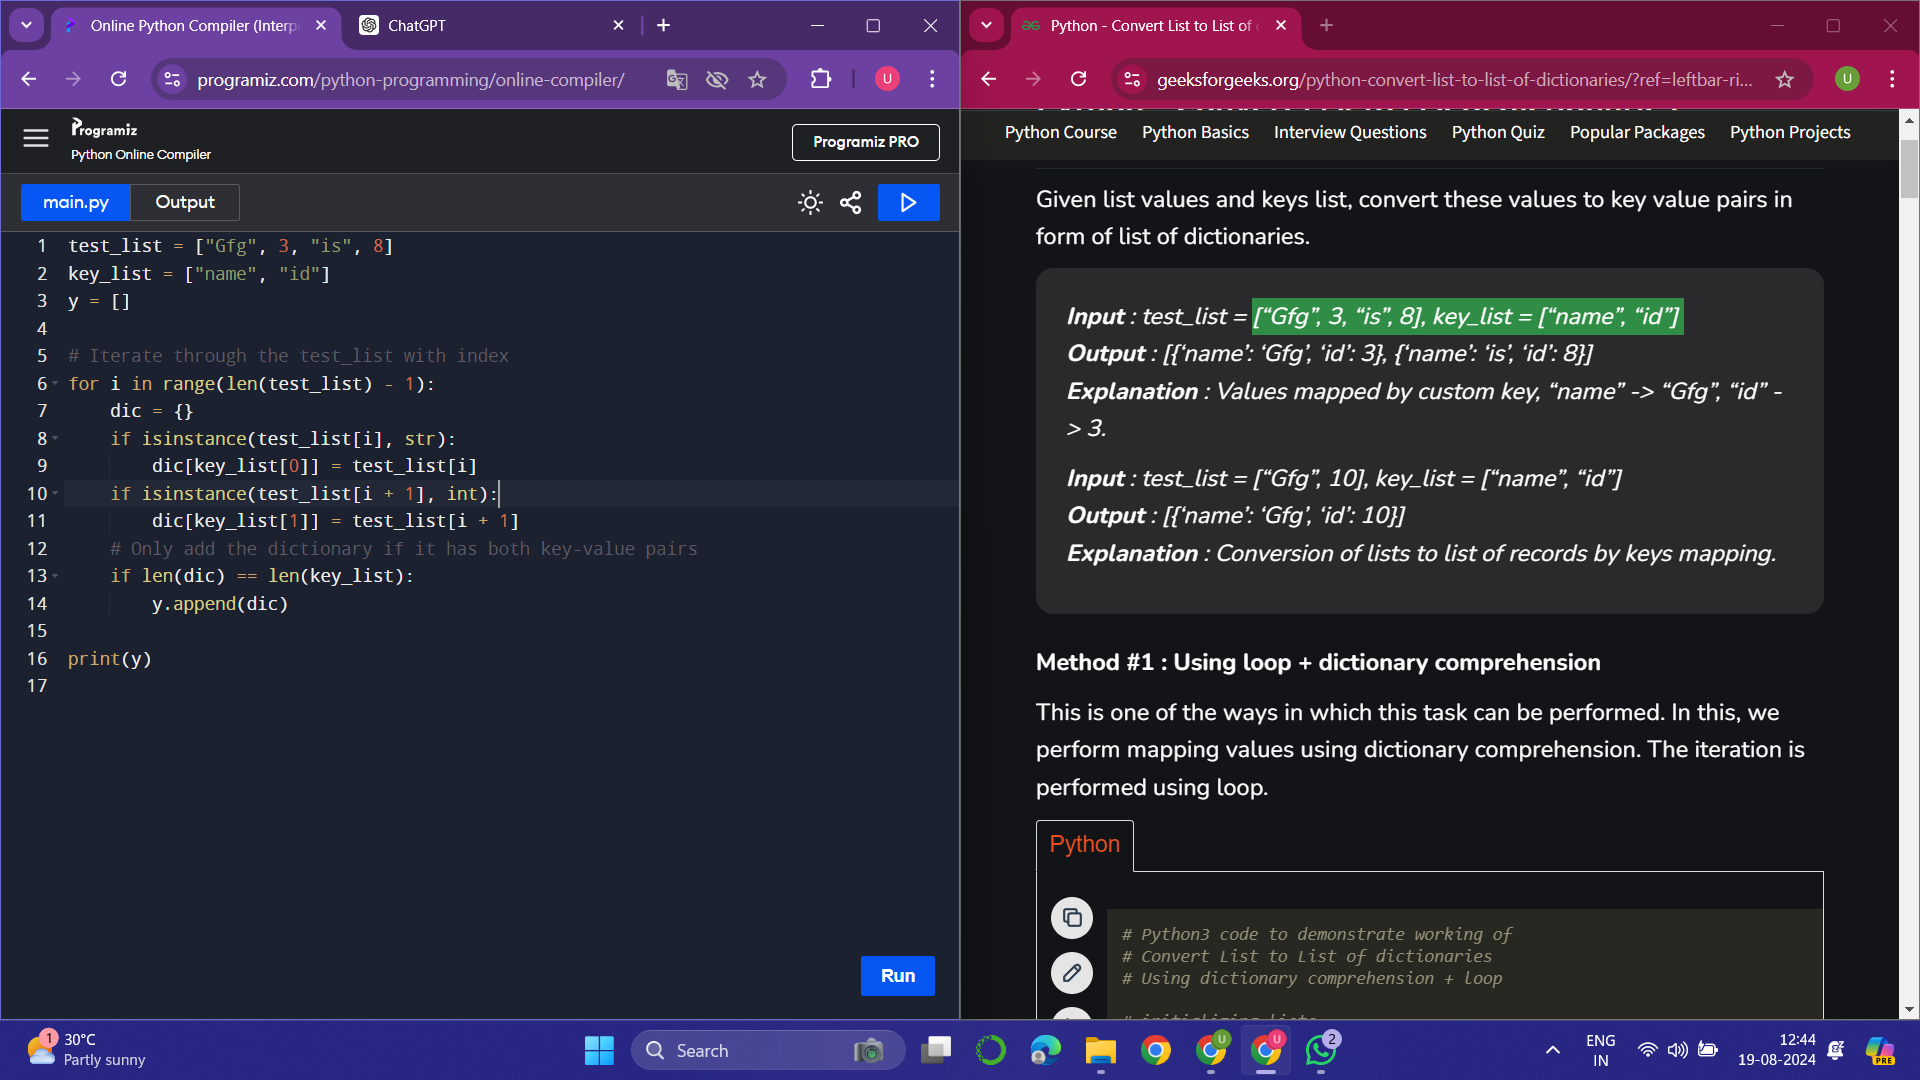 Online Python Compiler (Interp
ChatGPT
programiz.com/python-programming/online-compiler/
U
Programiz
Python Online Compiler
Programiz PRO
main.py
Output
1 test_list = ["Gfg", 3, "is", 8]
2 key_list = ["name", "id"]
3 y = []
4
5 # Iterate through the test_list with index
6 for i in range(len(test_list) - 1):
7 dic = {}
8 if isinstance(test_list[i], str):
9 dic[key_list[0]] = test_list[i]
10 if isinstance(test_list[i + 1], int):
11 dic[key_list[1]] = test_list[i + 1]
12 # Only add the dictionary if it has both key-value pairs
13 if len(dic) == len(key_list):
14 y.append(dic)
15
16 print(y)
17
Run
Python - Convert List to List of
geeksforgeeks.org/python-convert-list-to-list-of-dictionaries/?ref=leftbar-ri...
U
Python Course Python Basics Interview Questions Python Quiz Popular Packages Python Projects
Given list values and keys list, convert these values to key value pairs in
form of list of dictionaries.
Input : test_list = [“Gfg”, 3, “is”, 8], key_list = [“name”, “id”]
Output : [{‘name’: ‘Gfg’, ‘id’: 3}, {‘name’: ‘is’, ‘id’: 8}]
Explanation : Values mapped by custom key, “name” -> “Gfg”, “id” -
> 3.
Input : test_list = [“Gfg”, 10], key_list = [“name”, “id”]
Output : [{‘name’: ‘Gfg’, ‘id’: 10}]
Explanation : Conversion of lists to list of records by keys mapping.
Method #1 : Using loop + dictionary comprehension
This is one of the ways in which this task can be performed. In this, we
perform mapping values using dictionary comprehension. The iteration is
performed using loop.
Python
# Python3 code to demonstrate working of
# Convert List to List of dictionaries
# Using dictionary comprehension + loop
1
30°C
Partly sunny
Search
U
U
2
PRE
ENG
IN
12:44
19-08-2024